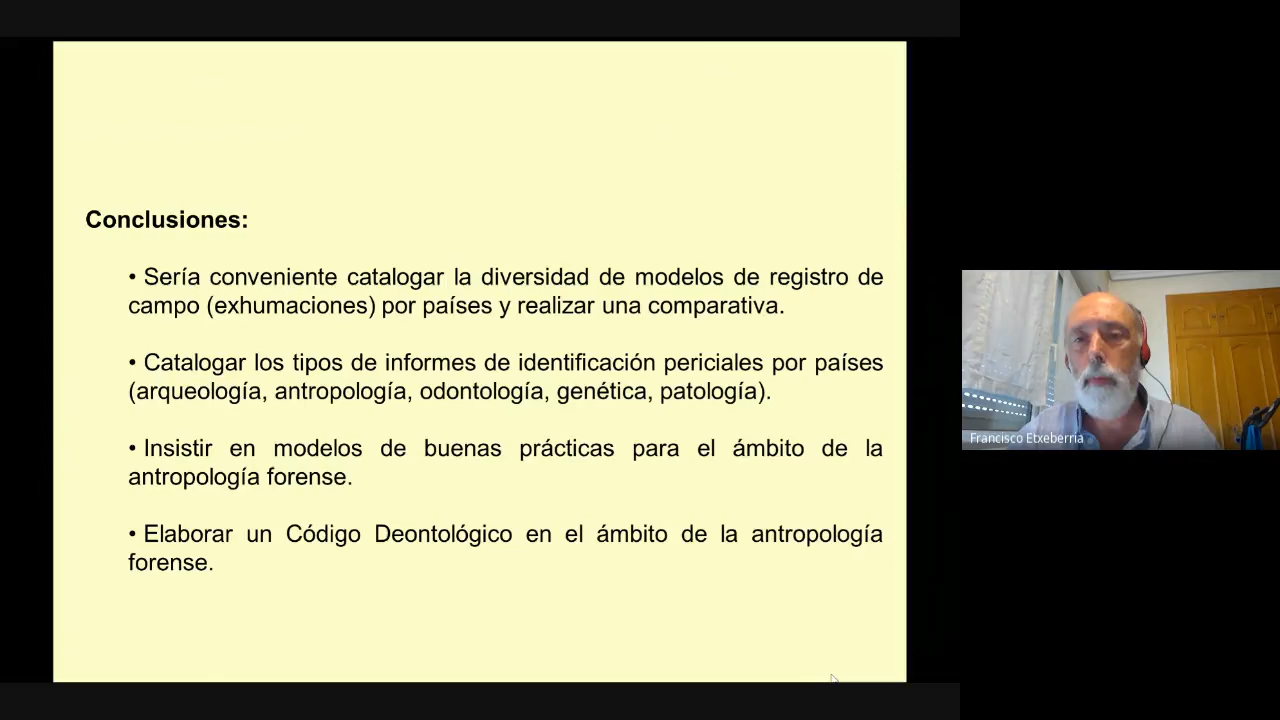 Conclusiones:
• Sería conveniente catalogar la diversidad de modelos de registro de
campo (exhumaciones) por países y realizar una comparativa.
• Catalogar los tipos de informes de identificación periciales por países
(arqueología, antropología, odontología, genética, patología).
• Insistir en modelos de buenas prácticas para el ámbito de la
antropología forense.
• Elaborar un Código Deontológico en el ámbito de la antropología
forense.
Francisco Etxeberria